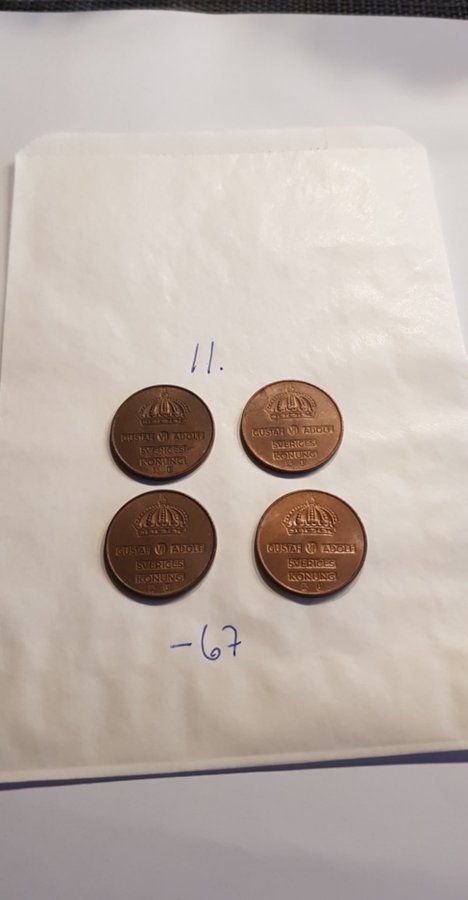 11.
GUSTAF VI ADOLF
SVERIGES
KONUNG
GUSTAF VI ADOLF
SVERIGES
KONUNG
GUSTAF VI ADOLF
SVERIGES
KONUNG
GUSTAF VI ADOLF
SVERIGES
KONUNG
-67